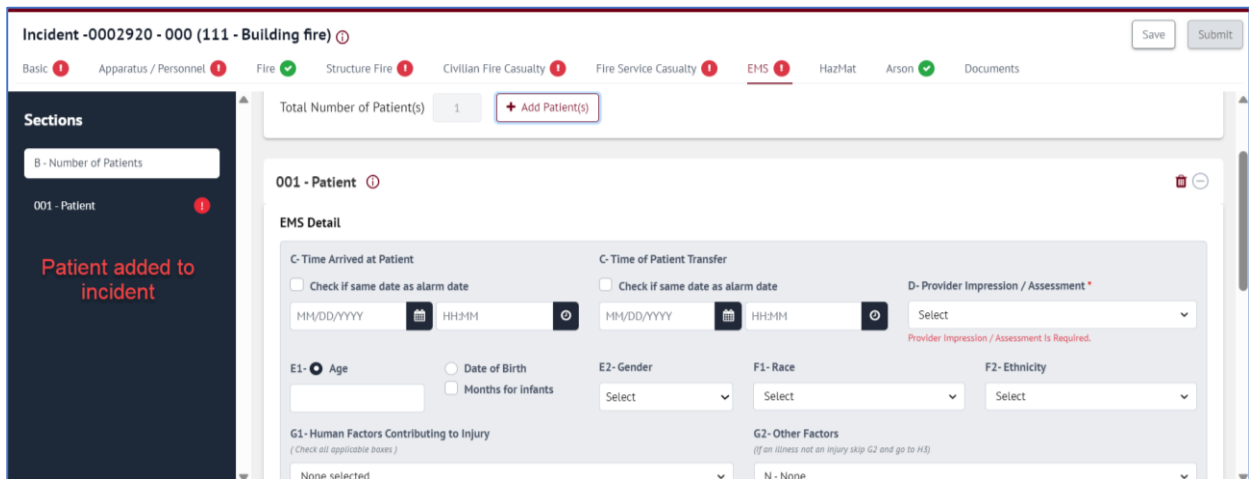 Incident -0002920 - 000 (111 - Building fire)
Save
Submit
Basic
Apparatus / Personnel
Fire
Structure Fire
Civilian Fire Casualty
Fire Service Casualty
EMS
HazMat
Arson
Documents
Sections
B - Number of Patients
001 - Patient
Patient added to
incident
Total Number of Patient(s)
1
+ Add Patient(s)
001 - Patient
EMS Detail
C- Time Arrived at Patient
Check if same date as alarm date
MM/DD/YYYY
HH:MM
C- Time of Patient Transfer
Check if same date as alarm date
MM/DD/YYYY
HH:MM
D- Provider Impression / Assessment *
Select
Provider Impression / Assessment Is Required.
E1- Age
Date of Birth
Months for infants
E2- Gender
Select
F1- Race
Select
F2- Ethnicity
Select
G1- Human Factors Contributing to Injury
( Check all applicable boxes )
None selected
G2- Other Factors
(If an illness not an injury skip G2 and go to H3)
N - None